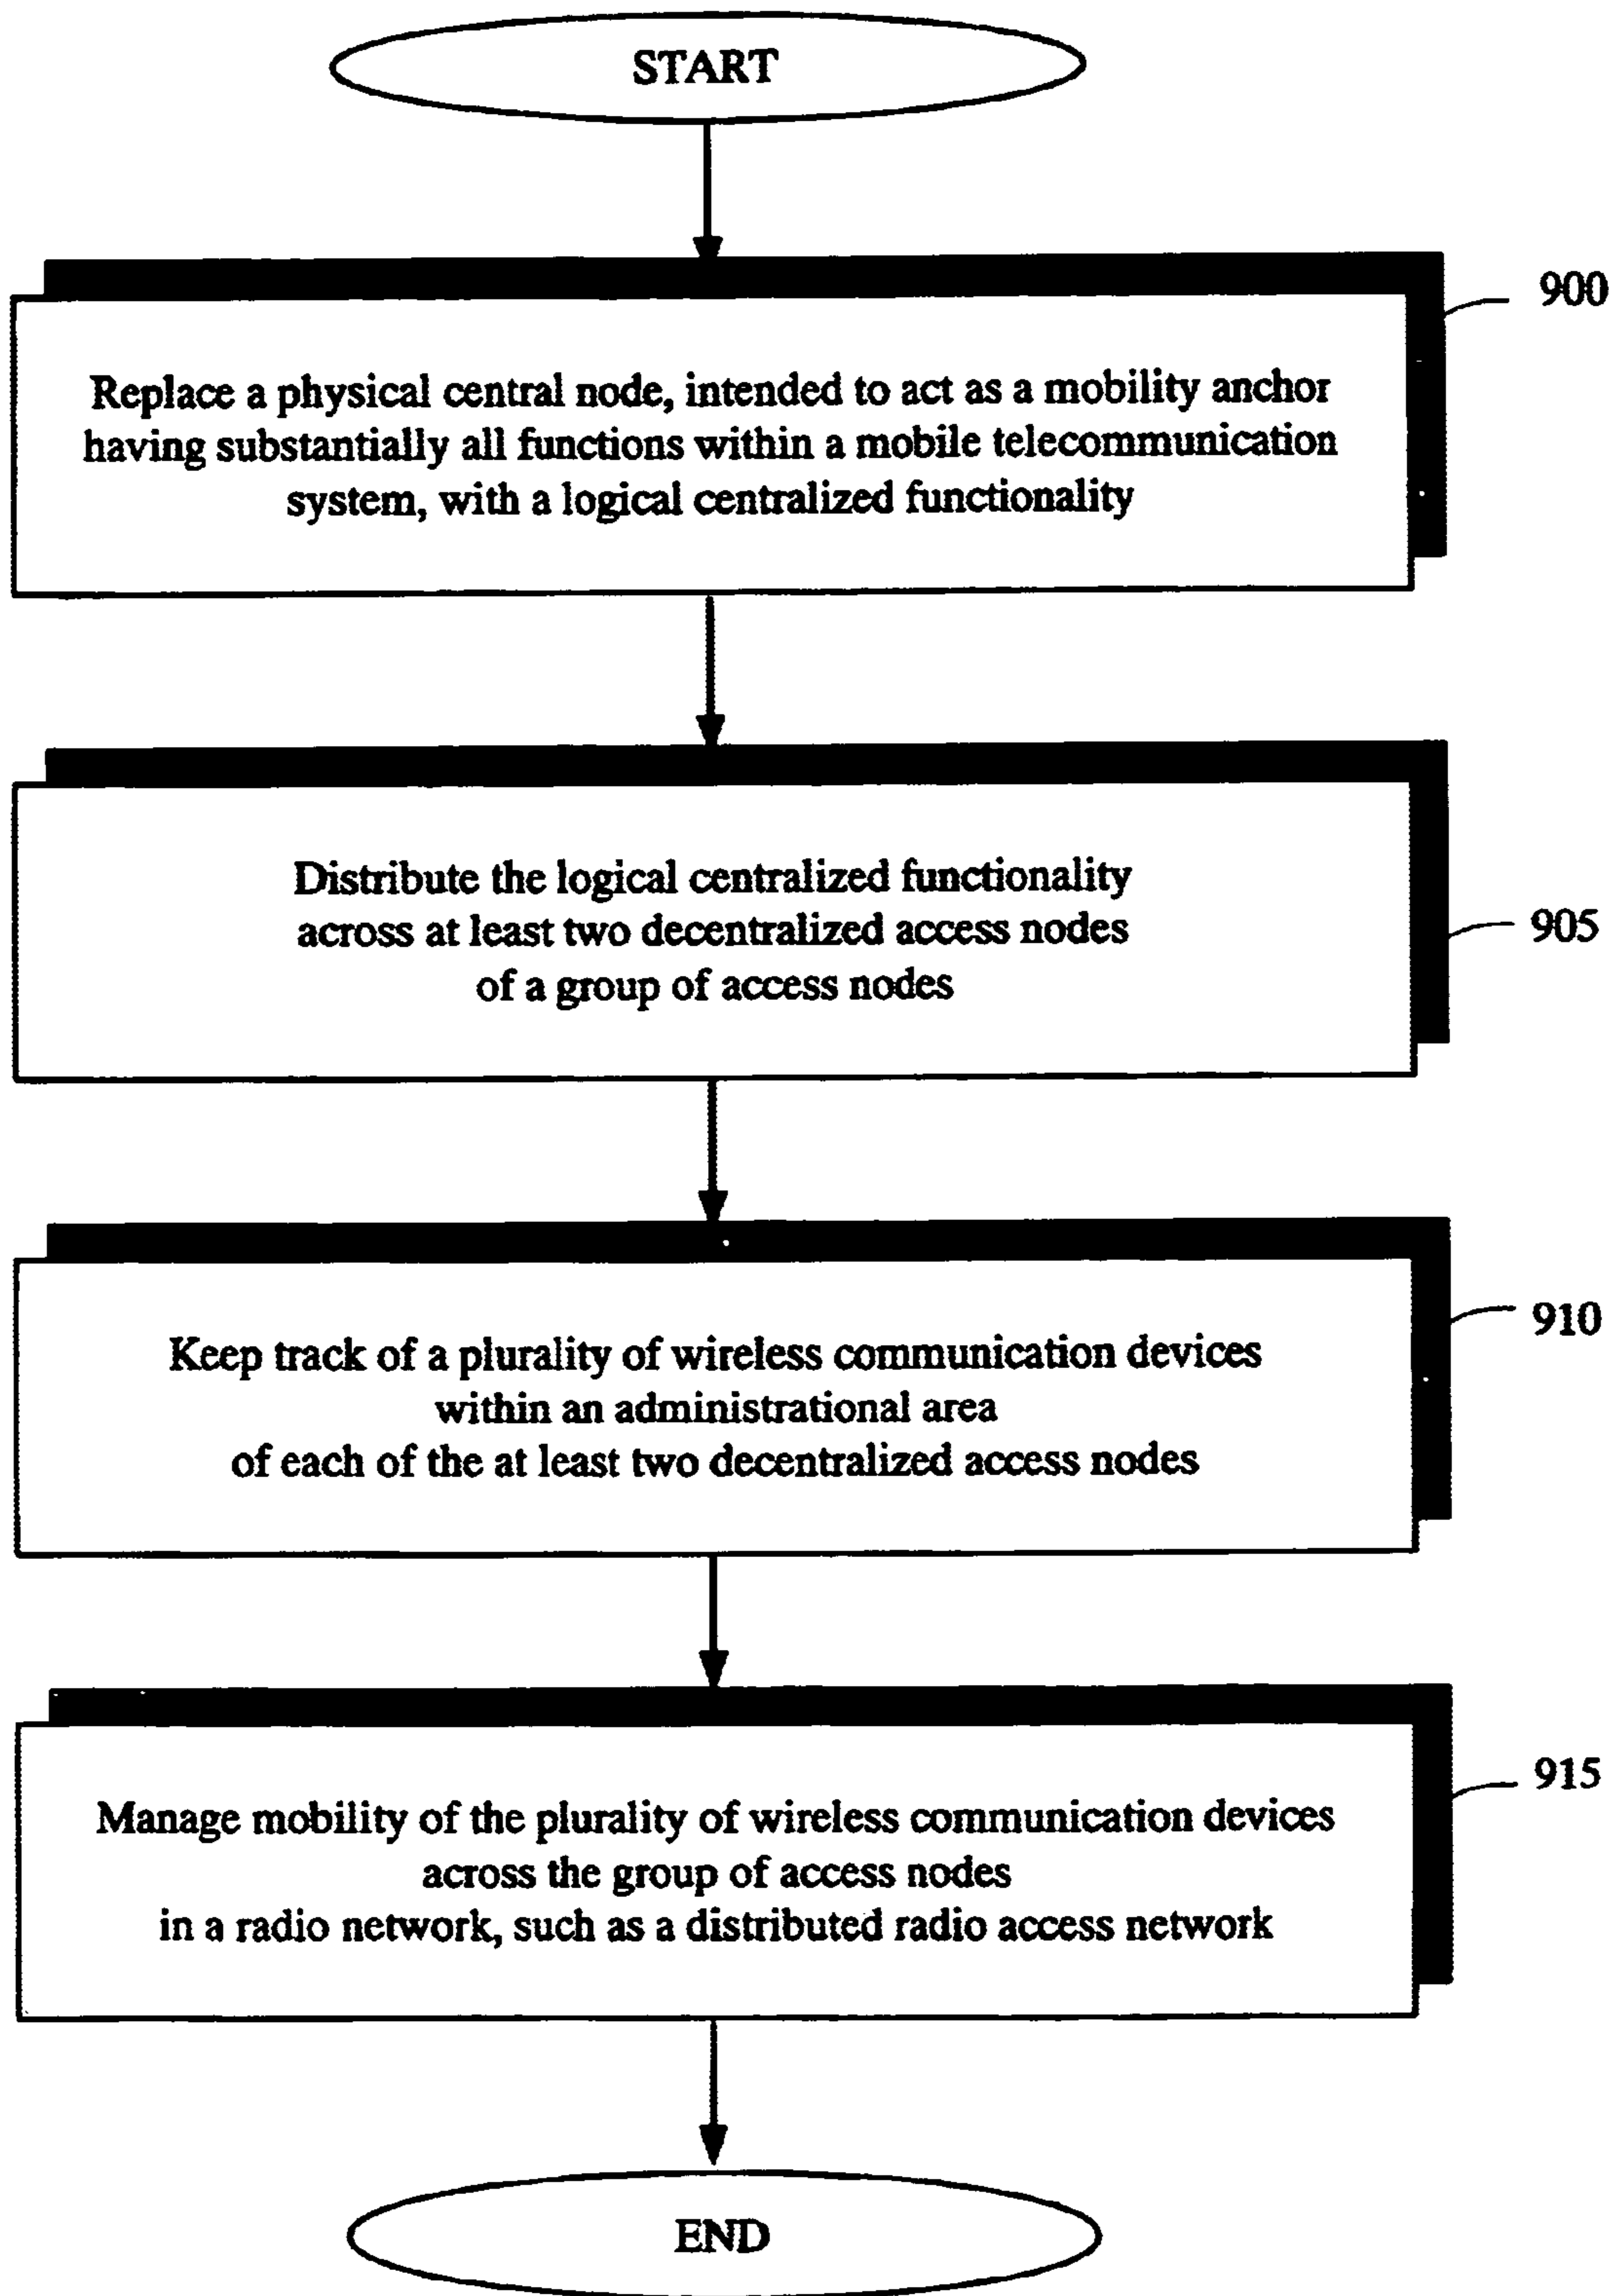 START
900
Replace a physical central node, intended to act as a mobility anchor
having substantially all functions within a mobile telecommunication
system, with a logical centralized functionality
Distribute the logical centralized functionality
across at least two decentralized access nodes
of a group of access nodes
905
910
Keep track of a plurality of wireless communication devices
within an administrational area
of each of the at least two decentralized access nodes
915
Manage mobility of the plurality of wireless communication devices
across the group of access nodes
in a radio network, such as a distributed radio access network
END